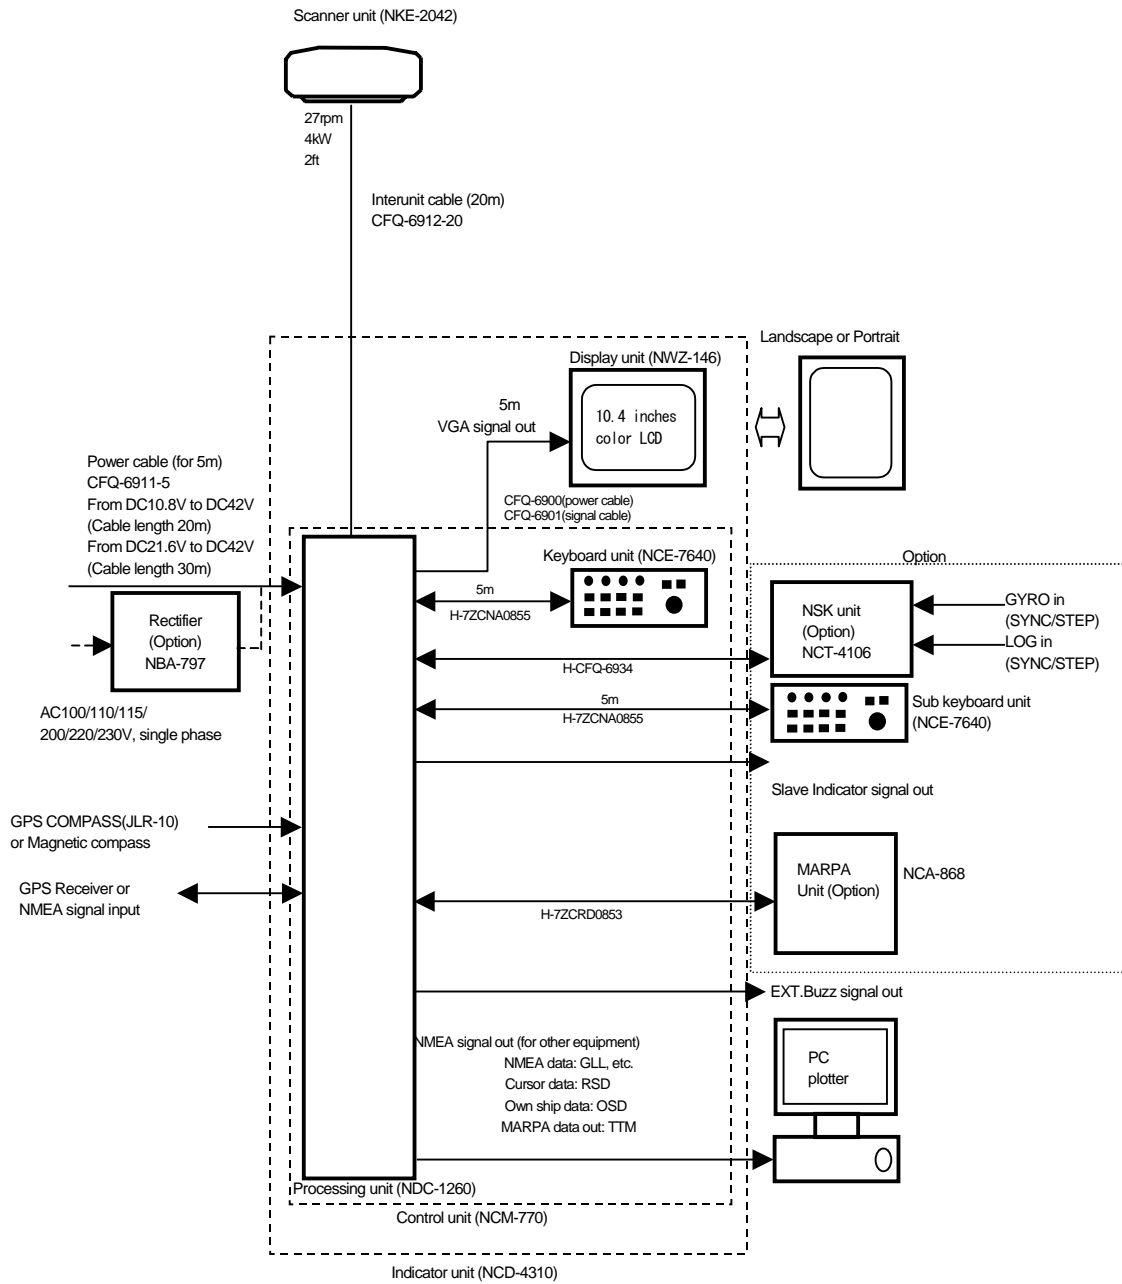 Scanner unit (NKE-2042)
27rpm
4kW
2ft
Interunit cable (20m)
CFQ-6912-20
Landscape or Portrait
Display unit (NWZ-146)
10.4 inches
color LCD
5m
VGA signal out
CFQ-6900(power cable)
CFQ-6901(signal cable)
Power cable (for 5m)
CFQ-6911-5
From DC10.8V to DC42V
(Cable length 20m)
From DC21.6V to DC42V
(Cable length 30m)
Rectifier
(Option)
NBA-797
AC100/110/115/
200/220/230V, single phase
Keyboard unit (NCE-7640)
5m
H-7ZCNA0855
Option
NSK unit
(Option)
NCT-4106
GYRO in
(SYNC/STEP)
LOG in
(SYNC/STEP)
H-CFQ-6934
5m
H-7ZCNA0855
Sub keyboard unit
(NCE-7640)
Slave Indicator signal out
GPS COMPASS(JLR-10)
or Magnetic compass
GPS Receiver or
NMEA signal input
MARPA
Unit (Option)
NCA-868
H-7ZCRD0853
EXT.Buzz signal out
NMEA signal out (for other equipment)
NMEA data: GLL, etc.
Cursor data: RSD
Own ship data: OSD
MARPA data out: TTM
PC
plotter
Processing unit (NDC-1260)
Control unit (NCM-770)
Indicator unit (NCD-4310)